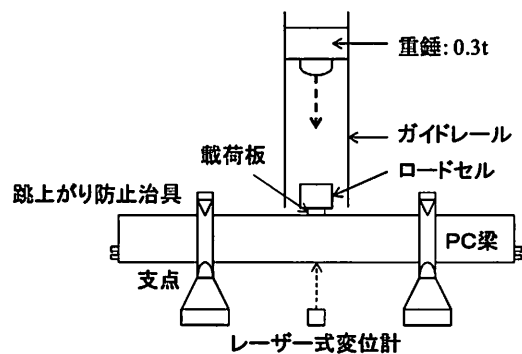 重錘: 0.3t
ガイドレール
載荷板
ロードセル
跳上がり防止治具
PC梁
支点
レーザー式変位計